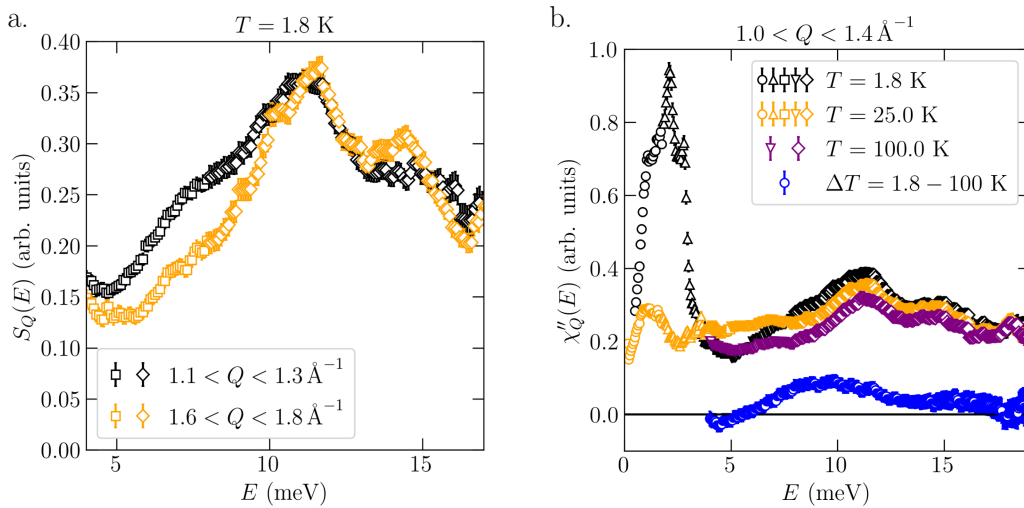 a.
T = 1.8 K
S_Q(E) (arb. units)
0.40
0.35
0.30
0.25
0.20
0.15
0.10
0.05
0.00
1.1 < Q < 1.3 Å⁻¹
1.6 < Q < 1.8 Å⁻¹
5
10
15
E (meV)
b.
1.0 < Q < 1.4 Å⁻¹
χ''_Q(E) (arb. units)
1.0
0.8
0.6
0.4
0.2
0.0
T = 1.8 K
T = 25.0 K
T = 100.0 K
ΔT = 1.8 − 100 K
0
5
10
15
E (meV)